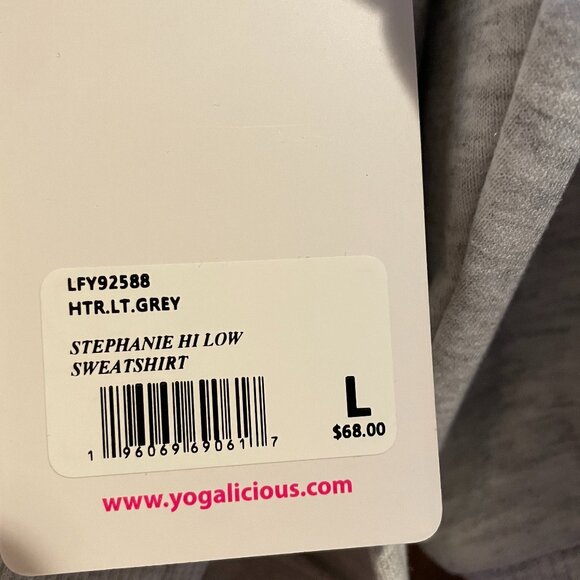 LFY92588
HTR.LT.GREY
STEPHANIE HI LOW
SWEATSHIRT
L
$68.00
1 96069 69061 7
www.yogalicious.com